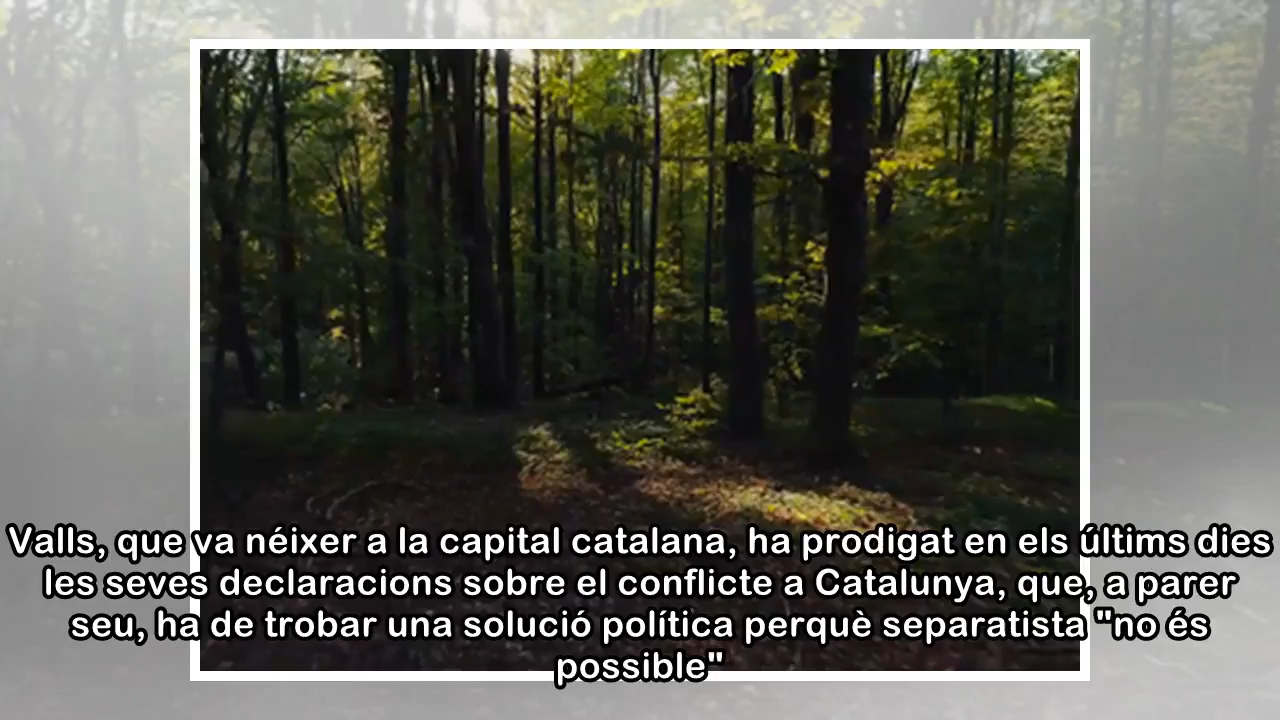 Valls, que va néixer a la capital catalana, ha prodigat en els últims dies
les seves declaracions sobre el conflicte a Catalunya, que, a parer
seu, ha de trobar una solució política perquè separatista "no és
possible"